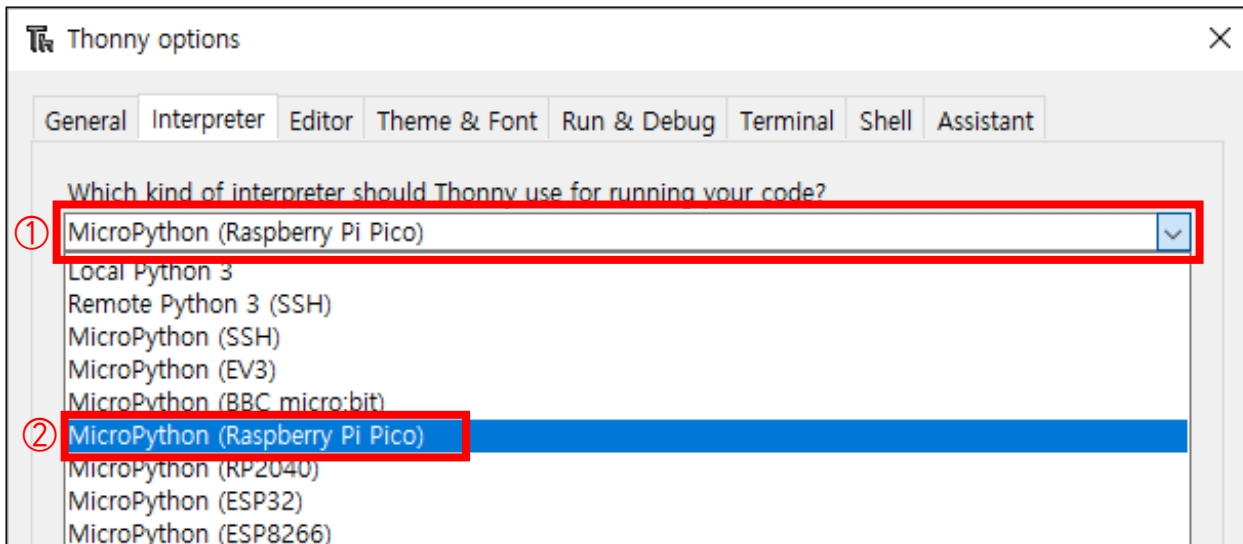 Thonny options
General Interpreter Editor Theme & Font Run & Debug Terminal Shell Assistant
Which kind of interpreter should Thonny use for running your code?
① MicroPython (Raspberry Pi Pico)
Local Python 3
Remote Python 3 (SSH)
MicroPython (SSH)
MicroPython (EV3)
MicroPython (BBC micro:bit)
② MicroPython (Raspberry Pi Pico)
MicroPython (RP2040)
MicroPython (ESP32)
MicroPython (ESP8266)